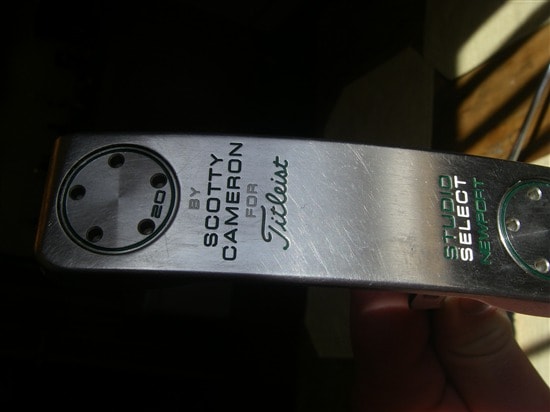 20
BY
SCOTTY
CAMERON
FOR
Titleist
STUDIO
SELECT
NEWPORT